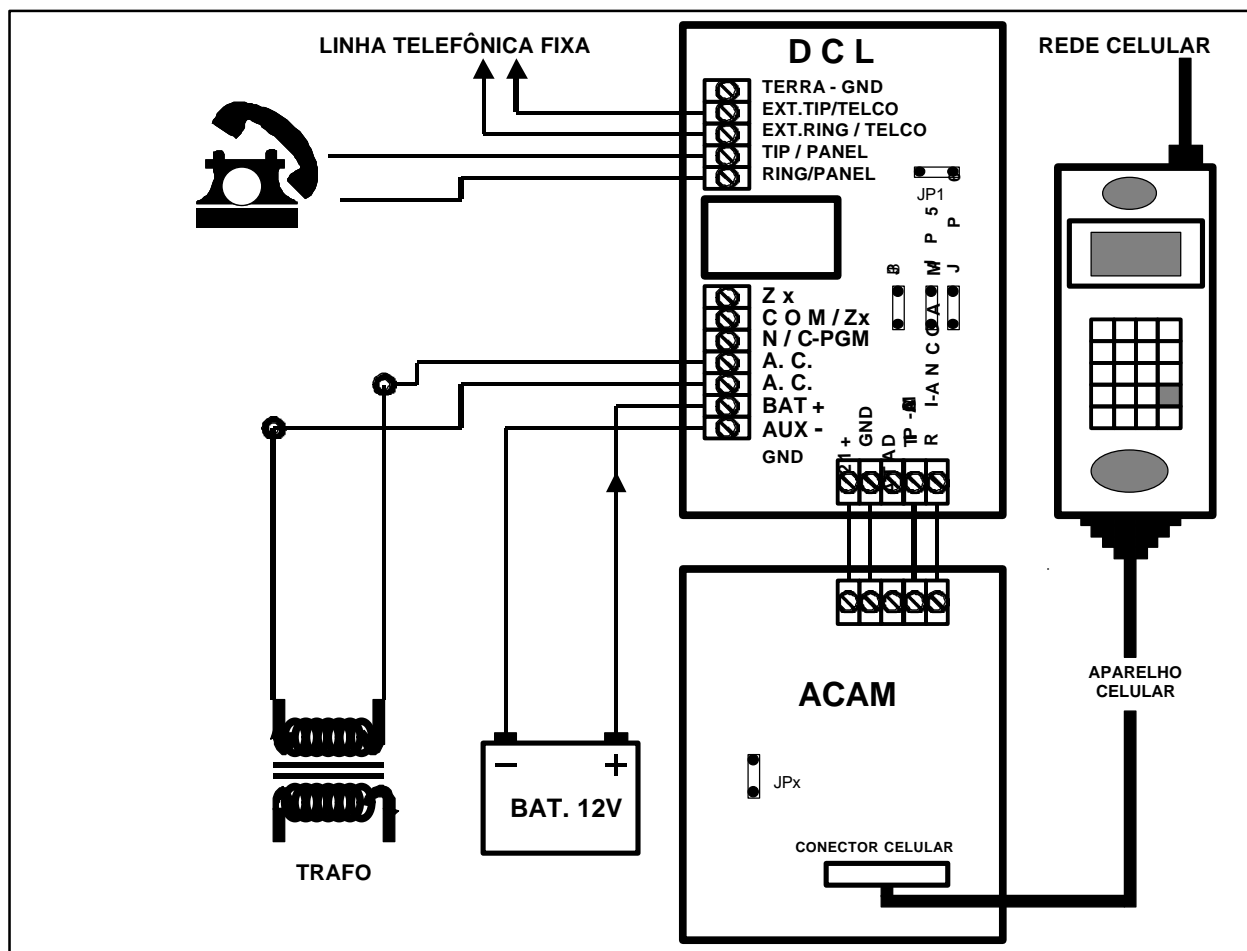 LINHA TELEFÔNICA FIXA
D C L
REDE CELULAR
TERRA - GND
EXT.TIP/TELCO
EXT.RING / TELCO
TIP / PANEL
RING/PANEL
JP1
Z x
C O M / Zx
N / C-PGM
A. C.
A. C.
BAT +
AUX -
GND
GND
ACAM
JPx
CONECTOR CELULAR
APARELHO
CELULAR
BAT. 12V
− +
TRAFO